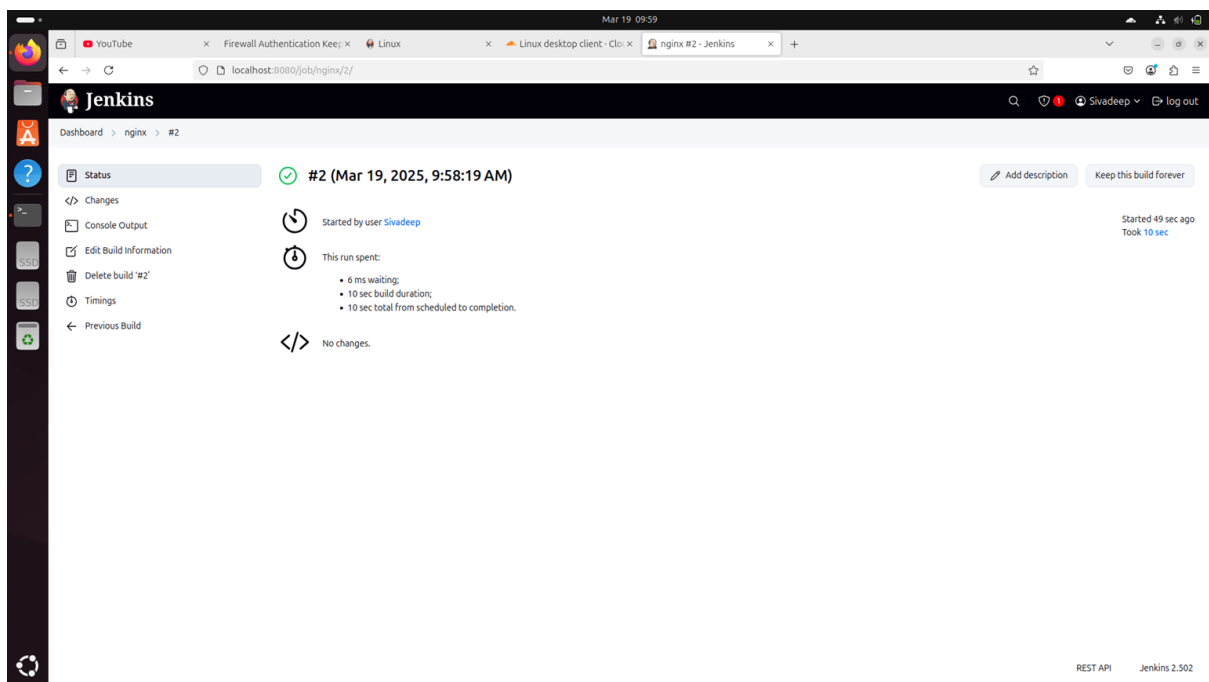 Mar 19 09:59
YouTube
Firewall Authentication Keep
Linux
Linux desktop client · Clou
nginx #2 - Jenkins
localhost:8080/job/nginx/2/
Jenkins
1
Sivadeep
log out
Dashboard > nginx > #2
Status
#2 (Mar 19, 2025, 9:58:19 AM)
Add description
Keep this build forever
Changes
Console Output
Started by user Sivadeep
Started 49 sec ago
Took 10 sec
Edit Build Information
This run spent:
Delete build '#2'
6 ms waiting;
10 sec build duration;
Timings
10 sec total from scheduled to completion.
Previous Build
No changes.
SSD
SSD
REST API
Jenkins 2.502